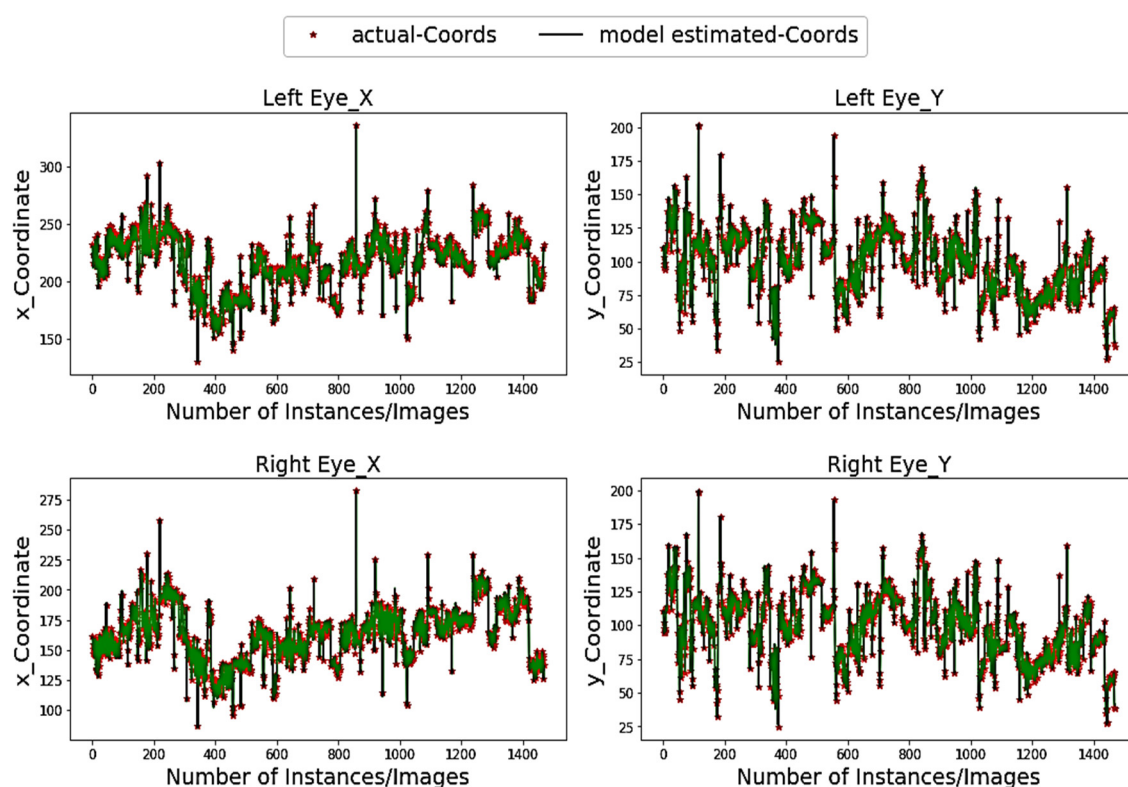 actual-Coords model estimated-Coords
Left Eye_X
x_Coordinate
300
250
200
150
0 200 400 600 800 1000 1200 1400
Number of Instances/Images
Left Eye_Y
y_Coordinate
200
175
150
125
100
75
50
25
0 200 400 600 800 1000 1200 1400
Number of Instances/Images
Right Eye_X
x_Coordinate
275
250
225
200
175
150
125
100
0 200 400 600 800 1000 1200 1400
Number of Instances/Images
Right Eye_Y
y_Coordinate
200
175
150
125
100
75
50
25
0 200 400 600 800 1000 1200 1400
Number of Instances/Images